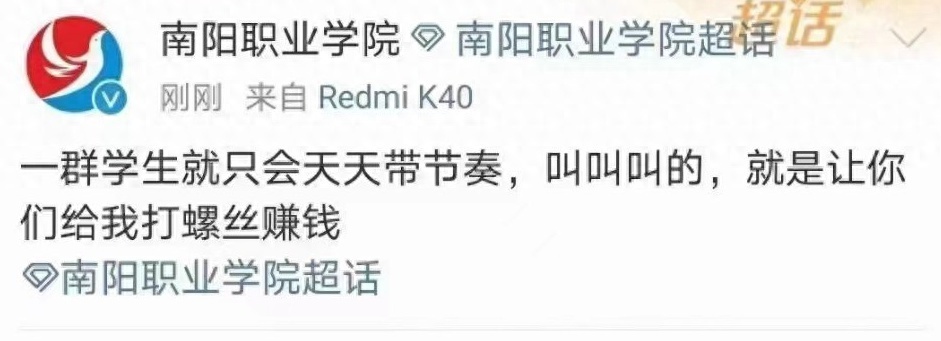 南阳职业学院 南阳职业学院超话
超话
刚刚 来自 Redmi K40
一群学生就只会天天带节奏，叫叫叫的，就是让你
们给我打螺丝赚钱
南阳职业学院超话